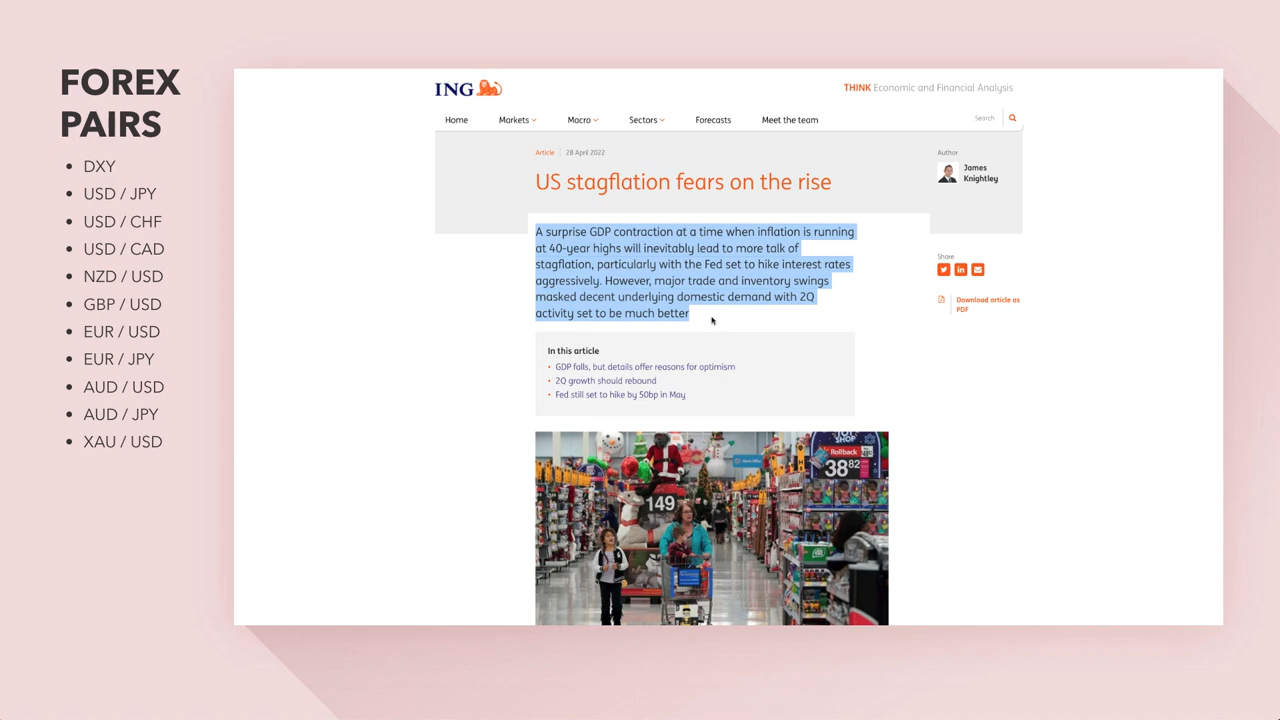 FOREX
PAIRS
• DXY
• USD / JPY
• USD / CHF
• USD / CAD
• NZD / USD
• GBP / USD
• EUR / USD
• EUR / JPY
• AUD / USD
• AUD / JPY
• XAU / USD
ING
THINK Economic and Financial Analysis
Home Markets Macro Sectors Forecasts Meet the team Search
Article | 28 April 2022
US stagflation fears on the rise
Author
James
Knightley
A surprise GDP contraction at a time when inflation is running
at 40-year highs will inevitably lead to more talk of
stagflation, particularly with the Fed set to hike interest rates
aggressively. However, major trade and inventory swings
masked decent underlying domestic demand with 2Q
activity set to be much better
Share
Download article as
PDF
In this article
• GDP falls, but details offer reasons for optimism
• 2Q growth should rebound
• Fed still set to hike by 50bp in May
SHOP
Rollback
38 82
149